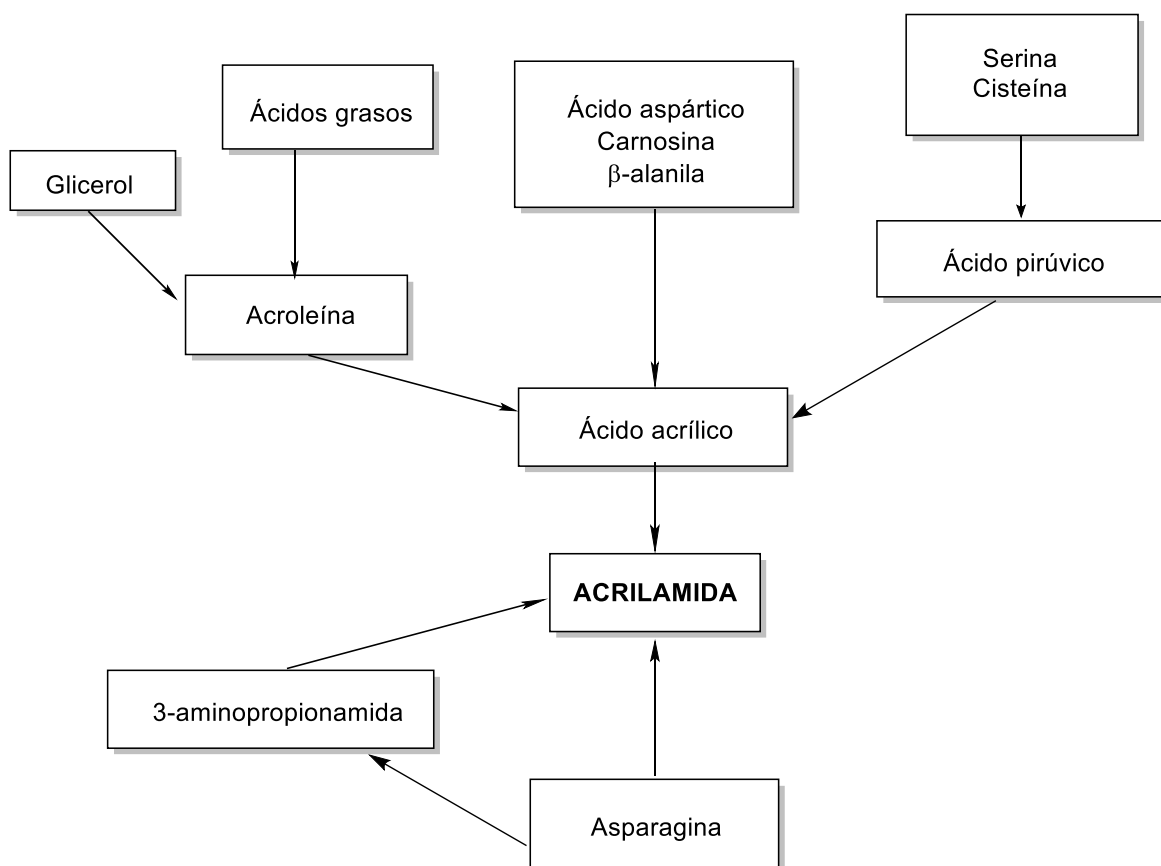 Serina
Cisteína
Ácidos grasos
Ácido aspártico
Carnosina
β-alanila
Glicerol
Ácido pirúvico
Acroleína
Ácido acrílico
ACRILAMIDA
3-aminopropionamida
Asparagina